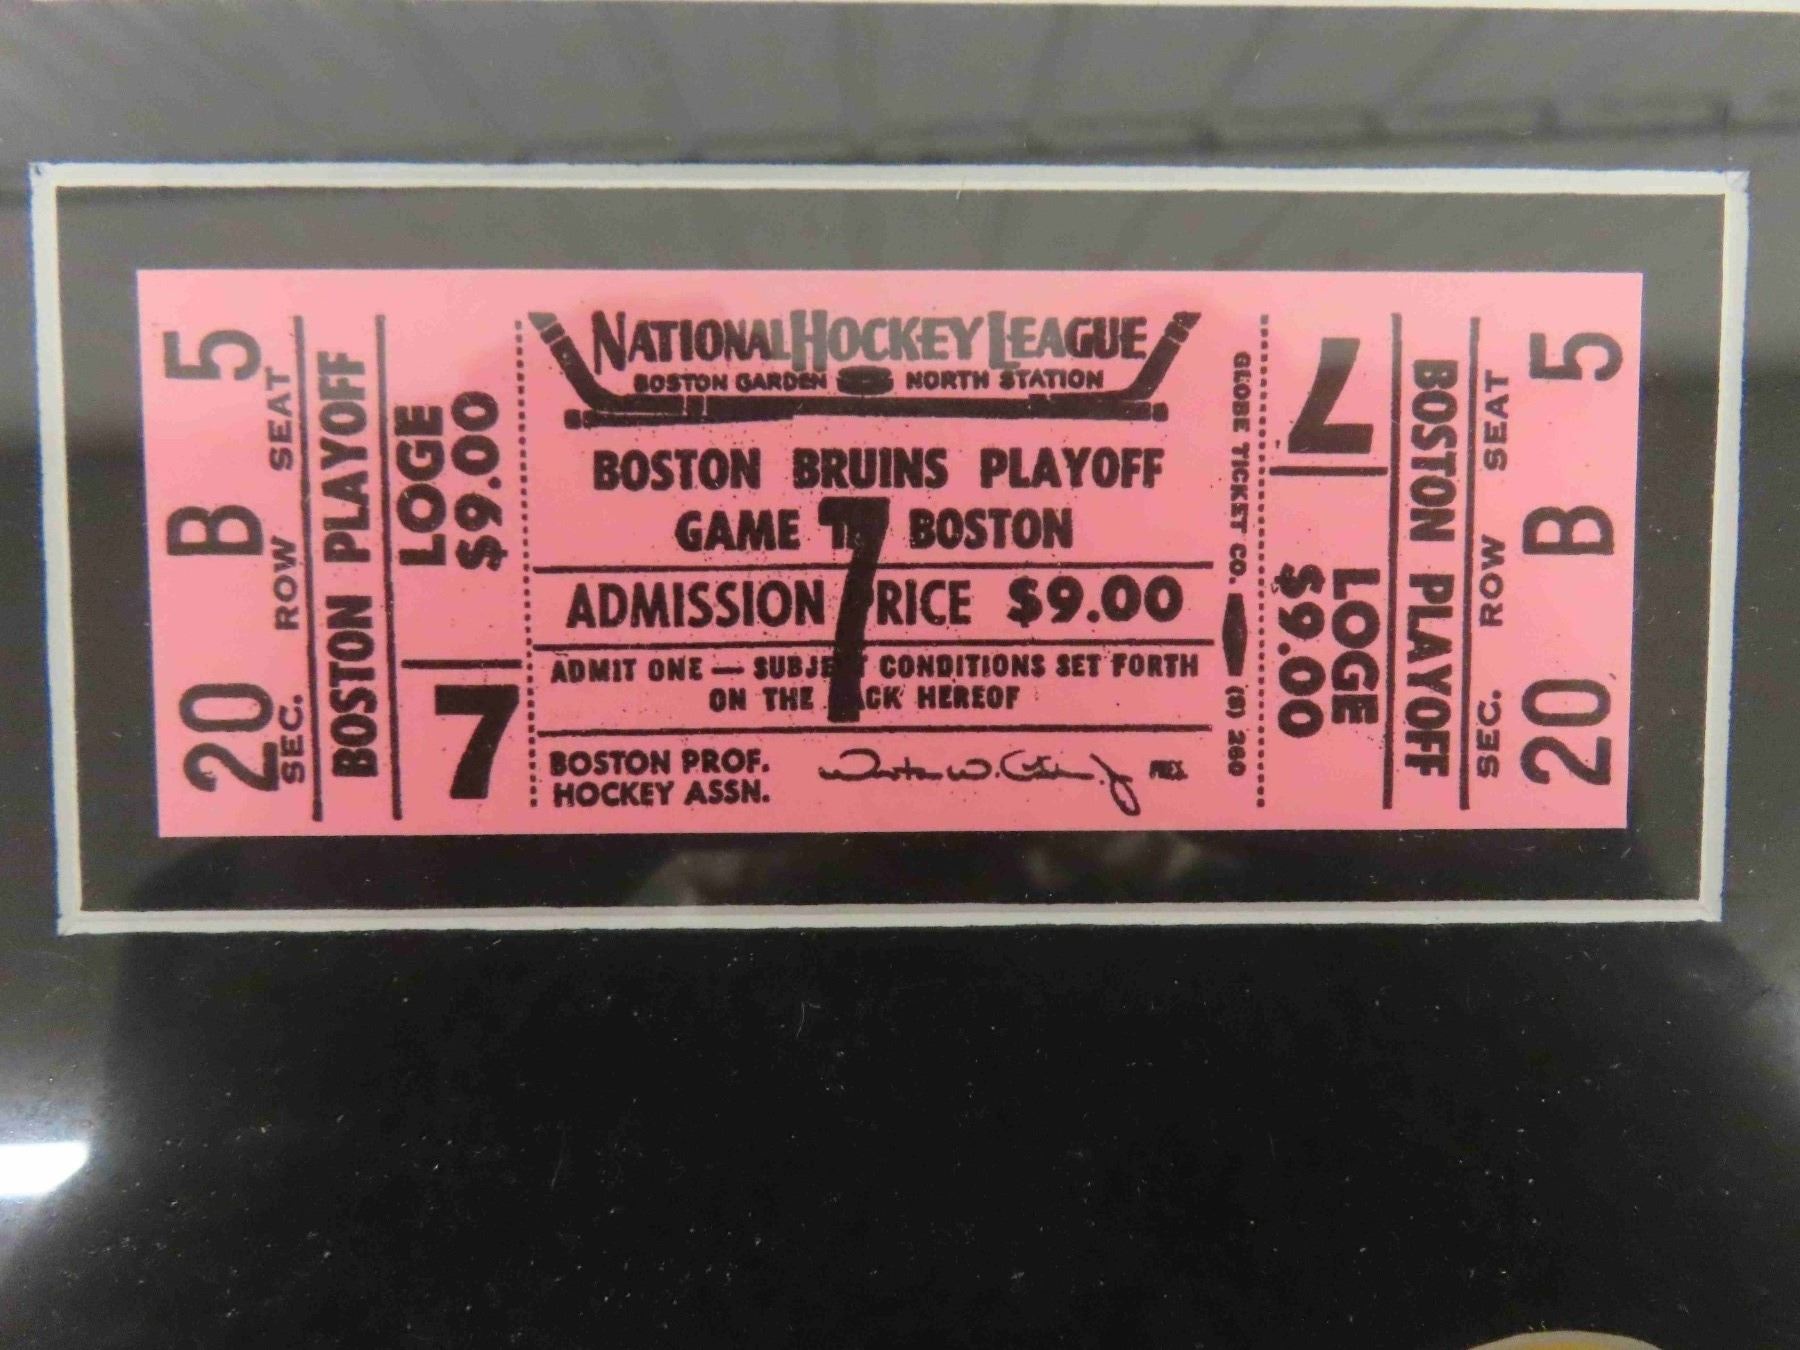 5
SEAT
B
ROW
20
SEC.
BOSTON PLAYOFF
LOGE
$9.00
7
NATIONAL HOCKEY LEAGUE
BOSTON GARDEN NORTH STATION
BOSTON BRUINS PLAYOFF
GAME 7 BOSTON
ADMISSION PRICE $9.00
ADMIT ONE — SUBJECT CONDITIONS SET FORTH
ON THE BACK HEREOF
BOSTON PROF.
HOCKEY ASSN.
PRES.
GLOBE TICKET CO. (S) 260
7
LOGE
$9.00
BOSTON PLAYOFF
SEAT
5
ROW
B
SEC.
20